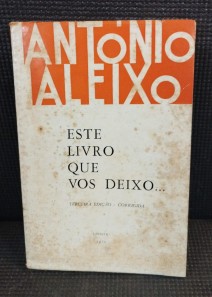 ANTÓNIO
ALEIXO
ESTE
LIVRO
QUE
VOS DEIXO...